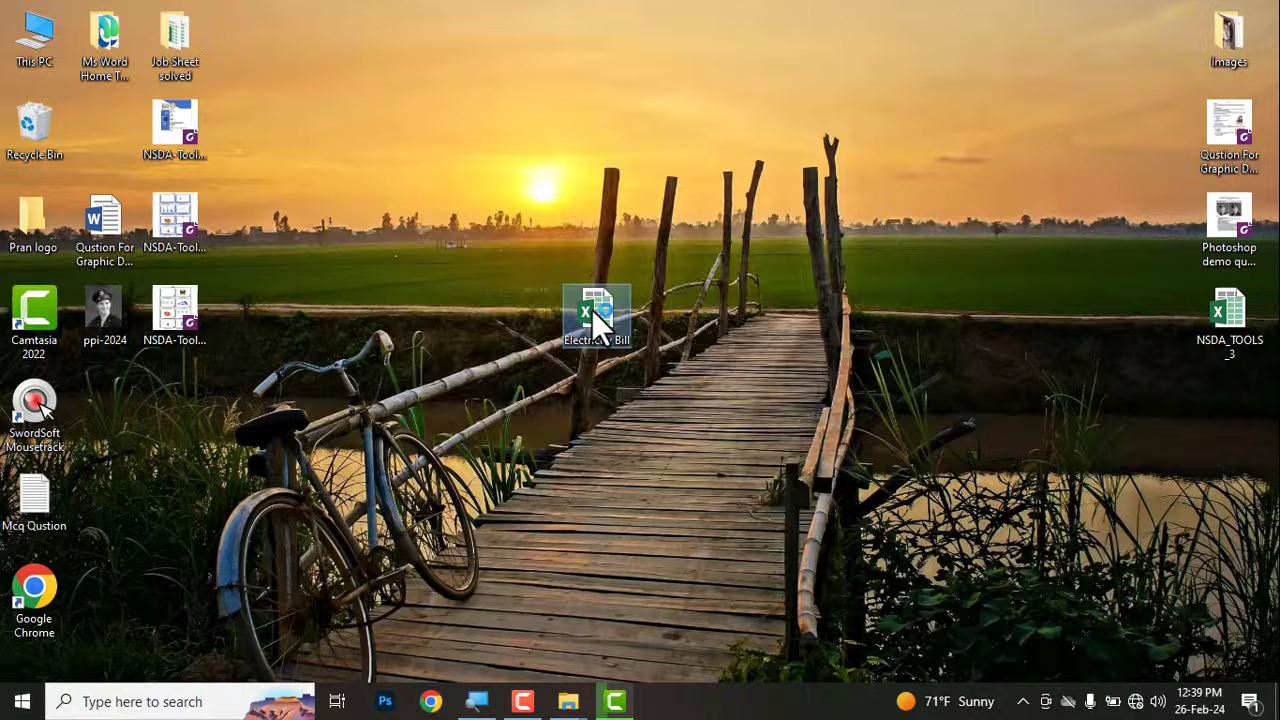 This PC
Ms Word
Home T...
Job Sheet
solved
Images
Recycle Bin
NSDA-Tool...
Qustion For
Graphic D...
Pran logo
Qustion For
Graphic D...
NSDA-Tool...
Photoshop
demo qu...
Camtasia
2022
ppi-2024
NSDA-Tool...
Bill
NSDA_TOOLS
_3
SwordSoft
Mousetrack
Mcq Qustion
Google
Chrome
Type here to search
71°F Sunny
12:39 PM
26-Feb-24